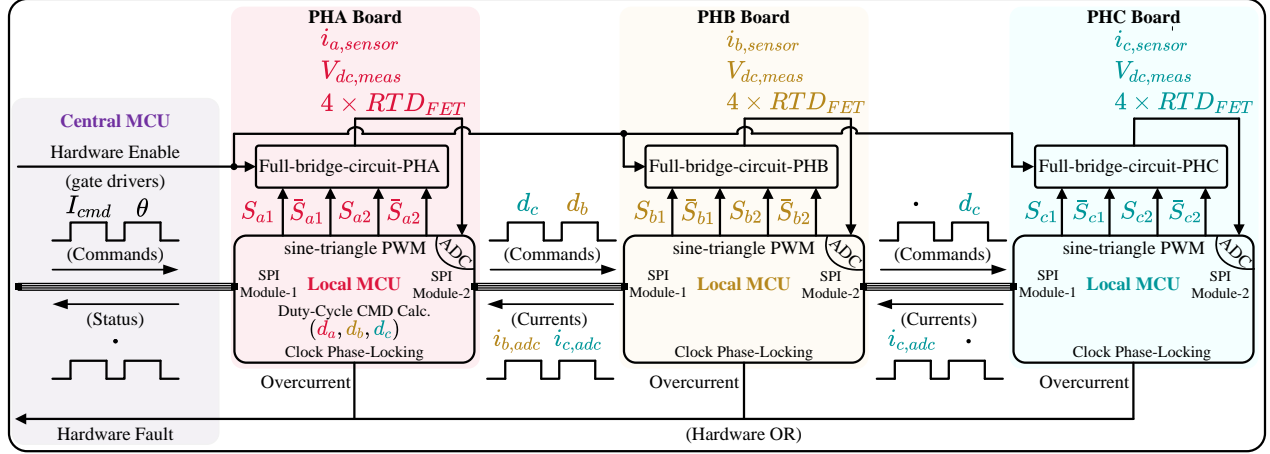 PHA Board
i_{a,sensor}
V_{dc,meas}
4 × RTD_{FET}
PHB Board
i_{b,sensor}
V_{dc,meas}
4 × RTD_{FET}
PHC Board
i_{c,sensor}
V_{dc,meas}
4 × RTD_{FET}
Central MCU
Hardware Enable
(gate drivers)
I_{cmd} θ
(Commands)
(Status)
Full-bridge-circuit-PHA
S_{a1} S̄_{a1} S_{a2} S̄_{a2}
sine-triangle PWM
ADC
SPI Module-1
Local MCU
SPI Module-2
Duty-Cycle CMD Calc.
(d_a, d_b, d_c)
Clock Phase-Locking
Overcurrent
d_c d_b
(Commands)
(Currents)
i_{b,adc} i_{c,adc}
Full-bridge-circuit-PHB
S_{b1} S̄_{b1} S_{b2} S̄_{b2}
sine-triangle PWM
ADC
SPI Module-1
Local MCU
SPI Module-2
Clock Phase-Locking
Overcurrent
· d_c
(Commands)
(Currents)
i_{c,adc} ·
Full-bridge-circuit-PHC
S_{c1} S̄_{c1} S_{c2} S̄_{c2}
sine-triangle PWM
ADC
SPI Module-1
Local MCU
SPI Module-2
Clock Phase-Locking
Overcurrent
Hardware Fault
(Hardware OR)